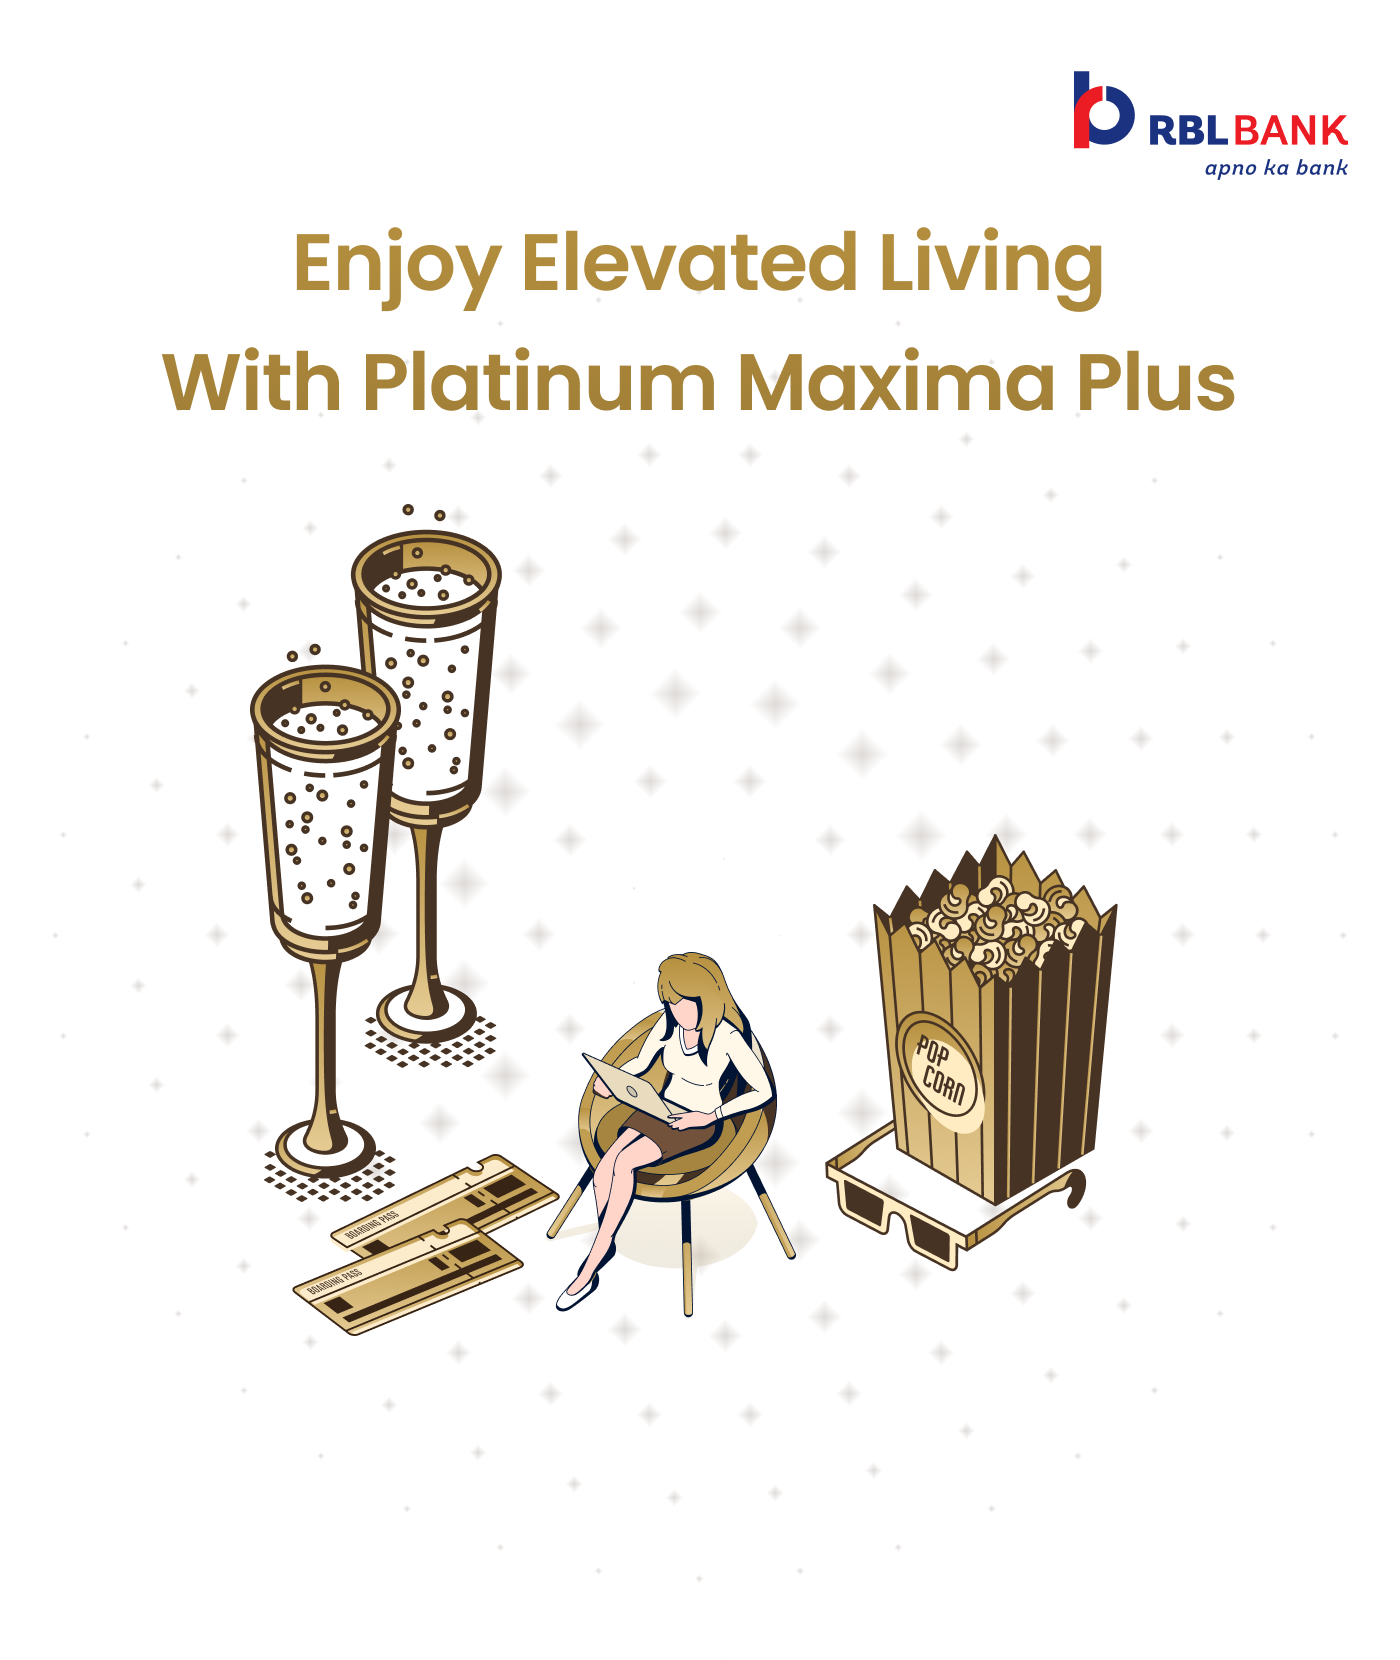 RBL BANK
apno ka bank
Enjoy Elevated Living
With Platinum Maxima Plus
POP
CORN
BOARDING PASS
BOARDING PASS